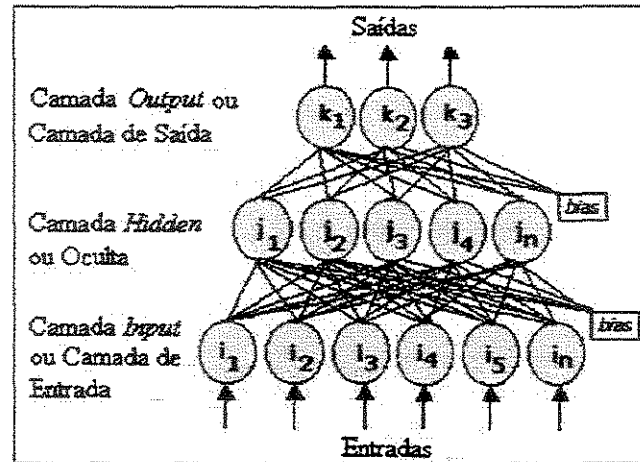 Saídas
Camada Output ou
Camada de Saída
k1 k2 k3
bias
Camada Hidden
ou Oculta
j1 j2 j3 j4 jn
bias
Camada Input
ou Camada de
Entrada
i1 i2 i3 i4 i5 in
Entradas